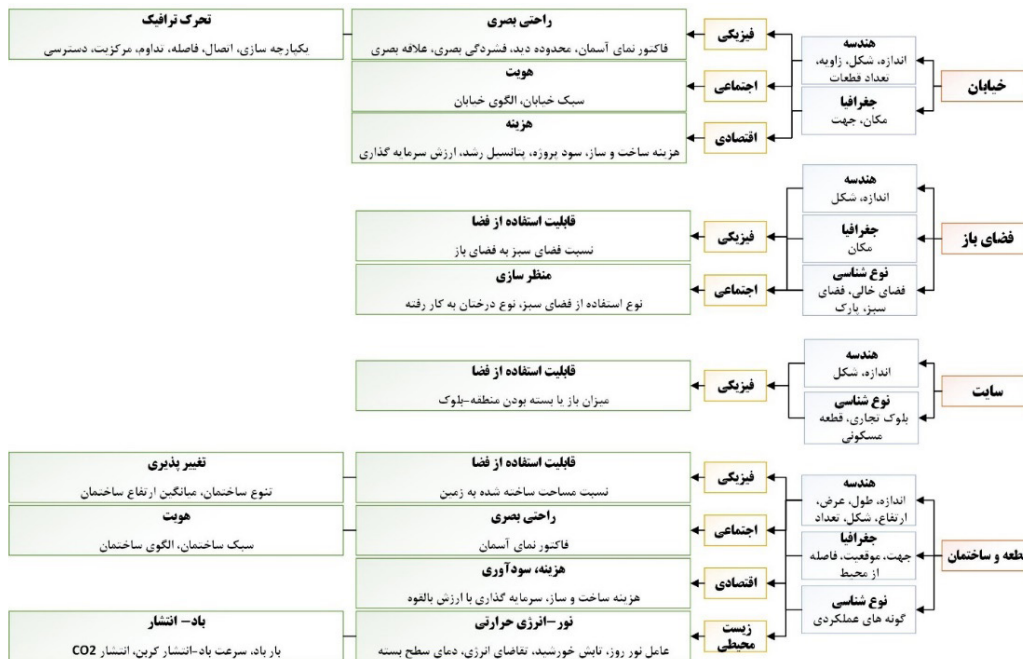 خیابان
هندسه
اندازه، شکل، زاویه،
تعداد قطعات
جغرافیا
مکان، جهت
فیزیکی
اجتماعی
اقتصادی
راحتی بصری
فاکتور نمای آسمان، محدوده دید، فشردگی بصری، علاقه بصری
هویت
سبک خیابان، الگوی خیابان
هزینه
هزینه ساخت و ساز، سود پروژه، پتانسیل رشد، ارزش سرمایه گذاری
تحرک ترافیک
یکپارچه سازی، اتصال، فاصله، تداوم، مرکزیت، دسترسی
فضای باز
هندسه
اندازه، شکل
جغرافیا
مکان
نوع شناسی
فضای خالی، فضای
سبز، پارک
فیزیکی
اجتماعی
قابلیت استفاده از فضا
نسبت فضای سبز به فضای باز
منظر سازی
نوع استفاده از فضای سبز، نوع درختان به کار رفته
سایت
هندسه
اندازه، شکل
نوع شناسی
بلوک تجاری، قطعه
مسکونی
فیزیکی
قابلیت استفاده از فضا
میزان باز یا بسته بودن منطقه-بلوک
طعه و ساختمان
هندسه
اندازه، طول، عرض،
ارتفاع، شکل، تعداد
جغرافیا
جهت، موقعیت، فاصله
از محیط
نوع شناسی
گونه های عملکردی
فیزیکی
اجتماعی
اقتصادی
زیست
محیطی
قابلیت استفاده از فضا
نسبت مساحت ساخته شده به زمین
راحتی بصری
فاکتور نمای آسمان
هزینه، سودآوری
هزینه ساخت و ساز، سرمایه گذاری با ارزش بالقوه
نور-انرژی حرارتی
عامل نور روز، تابش خورشید، تقاضای انرژی، دمای سطح بسته
تغییر پذیری
تنوع ساختمان، میانگین ارتفاع ساختمان
هویت
سبک ساختمان، الگوی ساختمان
باد- انتشار
بار باد، سرعت باد-انتشار کربن، انتشار CO2